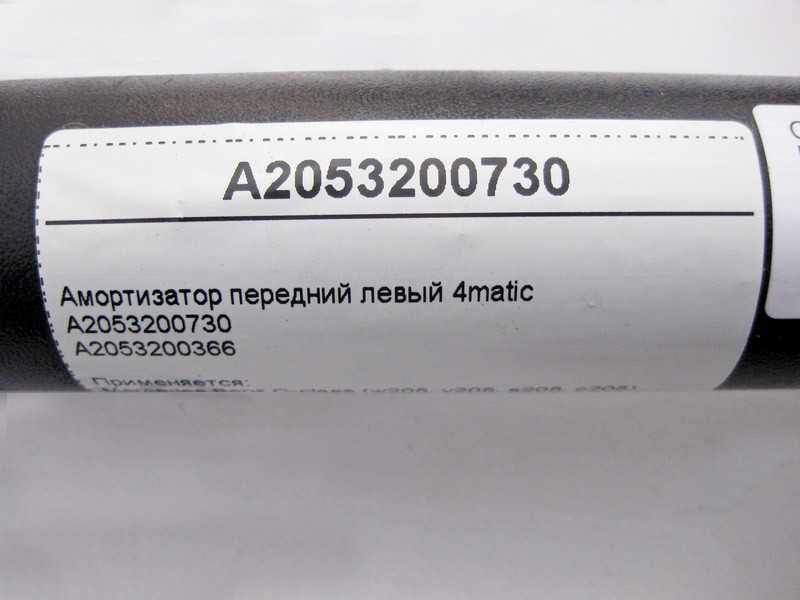 A2053200730
Амортизатор передний левый 4matic
A2053200730
A2053200366
Применяется: